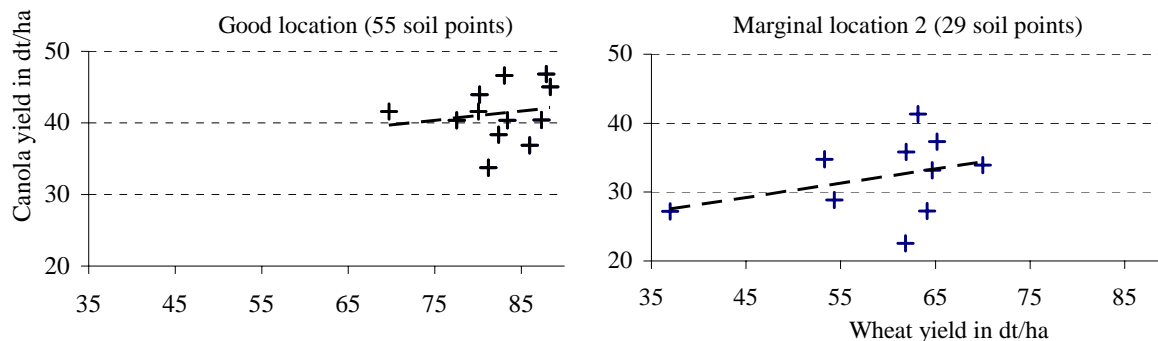 Good location (55 soil points)
Canola yield in dt/ha
50
40
30
20
35 45 55 65 75 85
Marginal location 2 (29 soil points)
50
40
30
20
35 45 55 65 75 85
Wheat yield in dt/ha